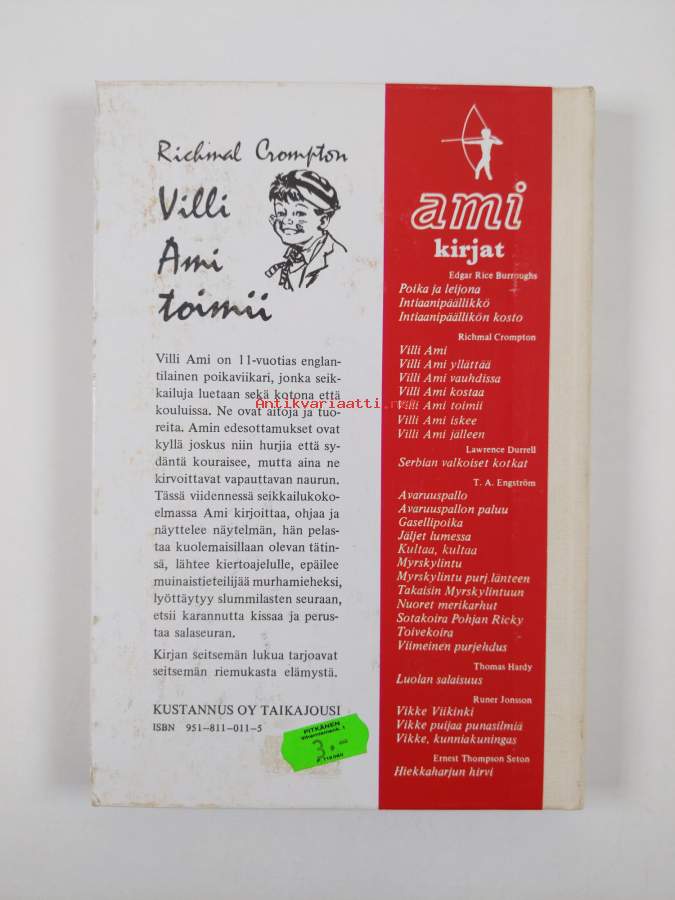 Richmal Crompton
Villi
Ami
toimii
Villi Ami on 11-vuotias englan-
tilainen poikaviikari, jonka seik-
kailuja luetaan sekä kotona että
kouluissa. Ne ovat aitoja ja tuo-
reita. Amin edesottamukset ovat
kyllä joskus niin hurjia että sy-
däntä kouraisee, mutta aina ne
kirvoittavat vapauttavan naurun.
Tässä viidennessä seikkailukoko-
elmassa Ami kirjoittaa, ohjaa ja
näyttelee näytelmän, hän pelas-
taa kuolemaisillaan olevan tätin-
sä, lähtee kiertoajelulle, epäilee
muinaistieteilijää murhamieheksi,
lyöttäytyy slummilasten seuraan,
etsii karannutta kissaa ja perus-
taa salaseuran.
Kirjan seitsemän lukua tarjoavat
seitsemän riemukasta elämystä.
KUSTANNUS OY TAIKAJOUSI
ISBN 951-811-011-5
PITKÄNEN
3
ami
kirjat
Edgar Rice Burroughs
Poika ja leijona
Intiaanipäällikkö
Intiaanipäällikön kosto
Richmal Crompton
Villi Ami
Villi Ami yllättää
Villi Ami vauhdissa
Villi Ami kostaa
Villi Ami toimii
Villi Ami iskee
Villi Ami jälleen
Lawrence Durrell
Serbian valkoiset kotkat
T. A. Engström
Avaruuspallo
Avaruuspallon paluu
Gasellipoika
Jäljet lumessa
Kultaa, kultaa
Myrskylintu
Myrskylintu purj.länteen
Takaisin Myrskylintuun
Nuoret merikarhut
Sotakoira Pohjan Ricky
Toivekoira
Viimeinen purjehdus
Thomas Hardy
Luolan salaisuus
Runer Jonsson
Vikke Viikinki
Vikke puijaa punasilmiä
Vikke, kunniakuningas
Ernest Thompson Seton
Hiekkaharjun hirvi